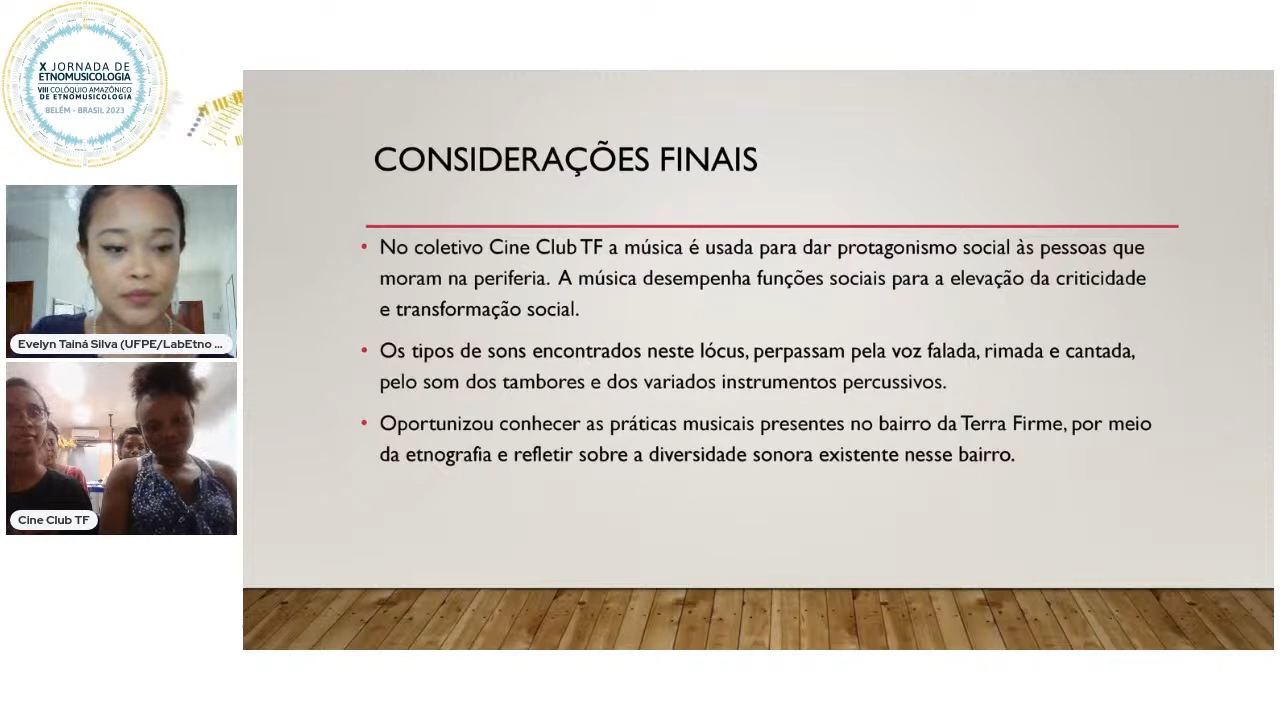 X JORNADA DE
ETNOMUSICOLOGIA
VIII COLÓQUIO AMAZÔNICO
DE ETNOMUSICOLOGIA
BELÉM - BRASIL 2023
Evelyn Tainá Silva (UFPE/LabEtno ...
Cine Club TF
CONSIDERAÇÕES FINAIS
• No coletivo Cine Club TF a música é usada para dar protagonismo social às pessoas que
moram na periferia. A música desempenha funções sociais para a elevação da criticidade
e transformação social.
• Os tipos de sons encontrados neste lócus, perpassam pela voz falada, rimada e cantada,
pelo som dos tambores e dos variados instrumentos percussivos.
• Oportunizou conhecer as práticas musicais presentes no bairro da Terra Firme, por meio
da etnografia e refletir sobre a diversidade sonora existente nesse bairro.